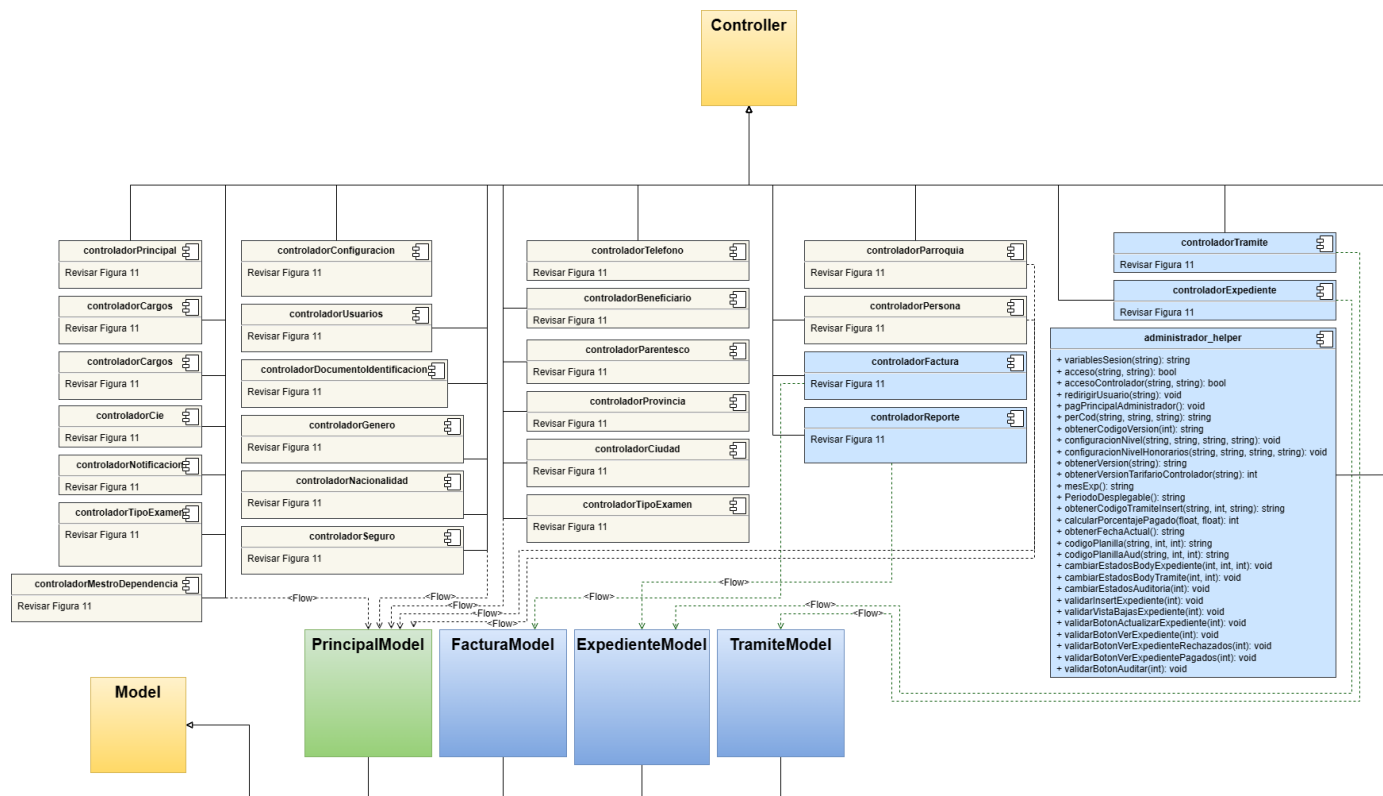 Controller
controladorPrincipal
Revisar Figura 11
controladorCargos
Revisar Figura 11
controladorCargos
Revisar Figura 11
controladorCie
Revisar Figura 11
controladorNotificacion
Revisar Figura 11
controladorTipoExamen
Revisar Figura 11
controladorMestroDependencia
Revisar Figura 11
controladorConfiguracion
Revisar Figura 11
controladorUsuarios
Revisar Figura 11
controladorDocumentoIdentificacion
Revisar Figura 11
controladorGenero
Revisar Figura 11
controladorNacionalidad
Revisar Figura 11
controladorSeguro
Revisar Figura 11
controladorTelefono
Revisar Figura 11
controladorBeneficiario
Revisar Figura 11
controladorParentesco
Revisar Figura 11
controladorProvincia
Revisar Figura 11
controladorCiudad
Revisar Figura 11
controladorTipoExamen
Revisar Figura 11
controladorParroquia
Revisar Figura 11
controladorPersona
Revisar Figura 11
controladorFactura
Revisar Figura 11
controladorReporte
Revisar Figura 11
controladorTramite
Revisar Figura 11
controladorExpediente
Revisar Figura 11
administrador_helper
+ variablesSesion(string): string
+ acceso(string, string): bool
+ accesoControlador(string, string): bool
+ redirigirUsuario(string): void
+ pagPrincipalAdministrador(): void
+ perCod(string, string, string): string
+ obtenerCodigoVersion(int): string
+ configuracionNivel(string, string, string, string): void
+ configuracionNivelHonorarios(string, string, string, string): void
+ obtenerVersion(string): string
+ obtenerVersionTarifarioControlador(string): int
+ mesExp(): string
+ PeriodoDesplegable(): string
+ obtenerCodigoTramiteInsert(string, int, string): string
+ calcularPorcentajePagado(float, float): int
+ obtenerFechaActual(): string
+ codigoPlanilla(string, int, int): string
+ codigoPlanillaAud(string, int, int): string
+ cambiarEstadosBodyExpediente(int, int, int): void
+ cambiarEstadosBodyTramite(int, int): void
+ cambiarEstadosAuditoria(int): void
+ validarInsertExpediente(int): void
+ validarVistaBajasExpediente(int): void
+ validarBotonActualizarExpediente(int): void
+ validarBotonVerExpediente(int): void
+ validarBotonVerExpedienteRechazados(int): void
+ validarBotonVerExpedientePagados(int): void
+ validarBotonAuditar(int): void
<Flow>
<Flow>
<Flow>
<Flow>
<Flow>
<Flow>
<Flow>
<Flow>
<Flow>
PrincipalModel
FacturaModel
ExpedienteModel
TramiteModel
Model